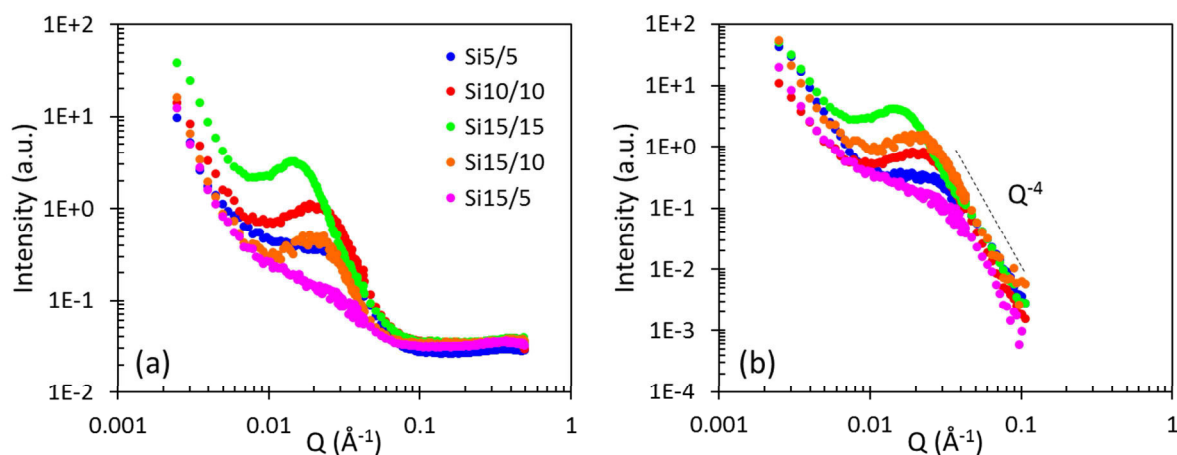 1E+2
1E+1
1E+0
1E-1
1E-2
Intensity (a.u.)
Si5/5
Si10/10
Si15/15
Si15/10
Si15/5
(a)
0.001 0.01 0.1 1
Q (Å⁻¹)
1E+2
1E+1
1E+0
1E-1
1E-2
1E-3
1E-4
Intensity (a.u.)
Q⁻⁴
(b)
0.001 0.01 0.1 1
Q (Å⁻¹)